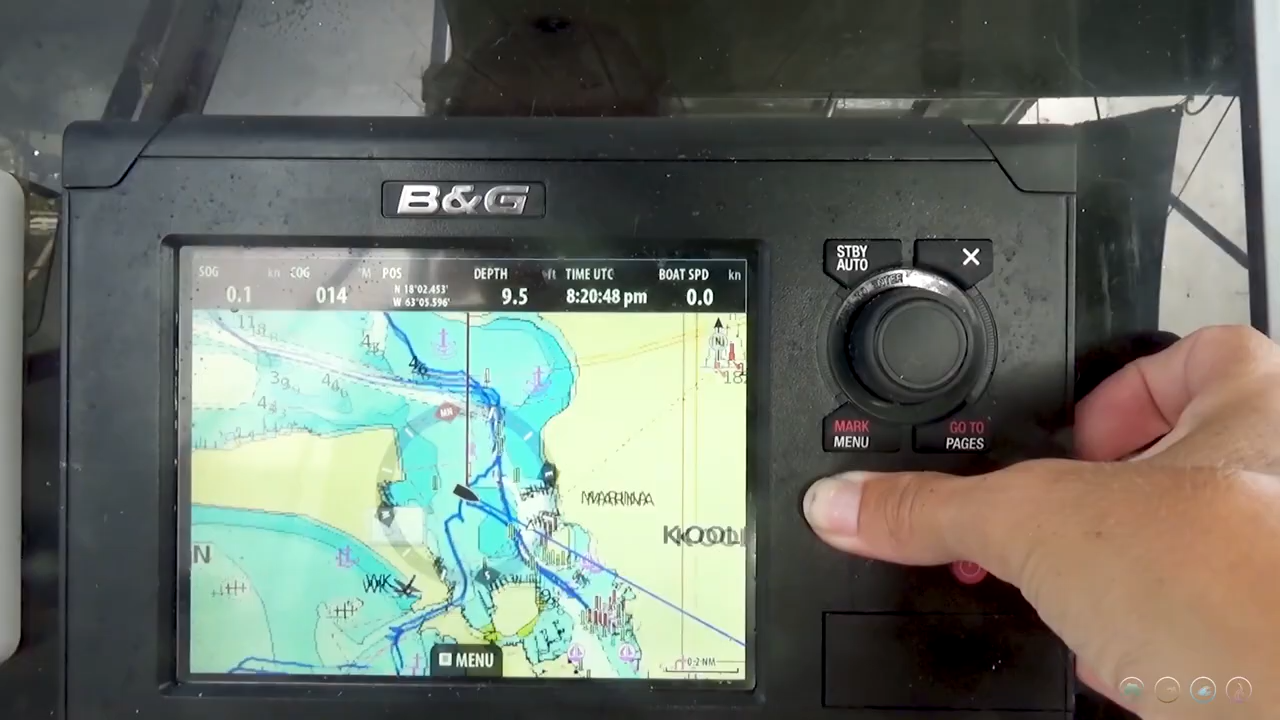 B&G
SOG kn COG °M POS DEPTH ft TIME UTC BOAT SPD kn
0.1 014 N 18°02.453' 9.5 8:20:48 pm 0.0
W 63°05.596'
STBY
AUTO
X
MARK
MENU
GO TO
PAGES
MARINA
N
WK
MENU
0.2 NM